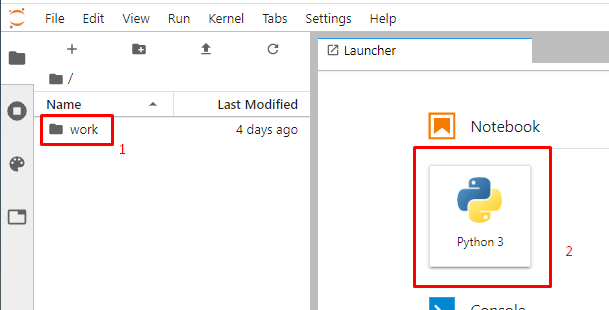 File Edit View Run Kernel Tabs Settings Help
/
Name Last Modified
work 4 days ago
1
Launcher
Notebook
Python 3
2
Console